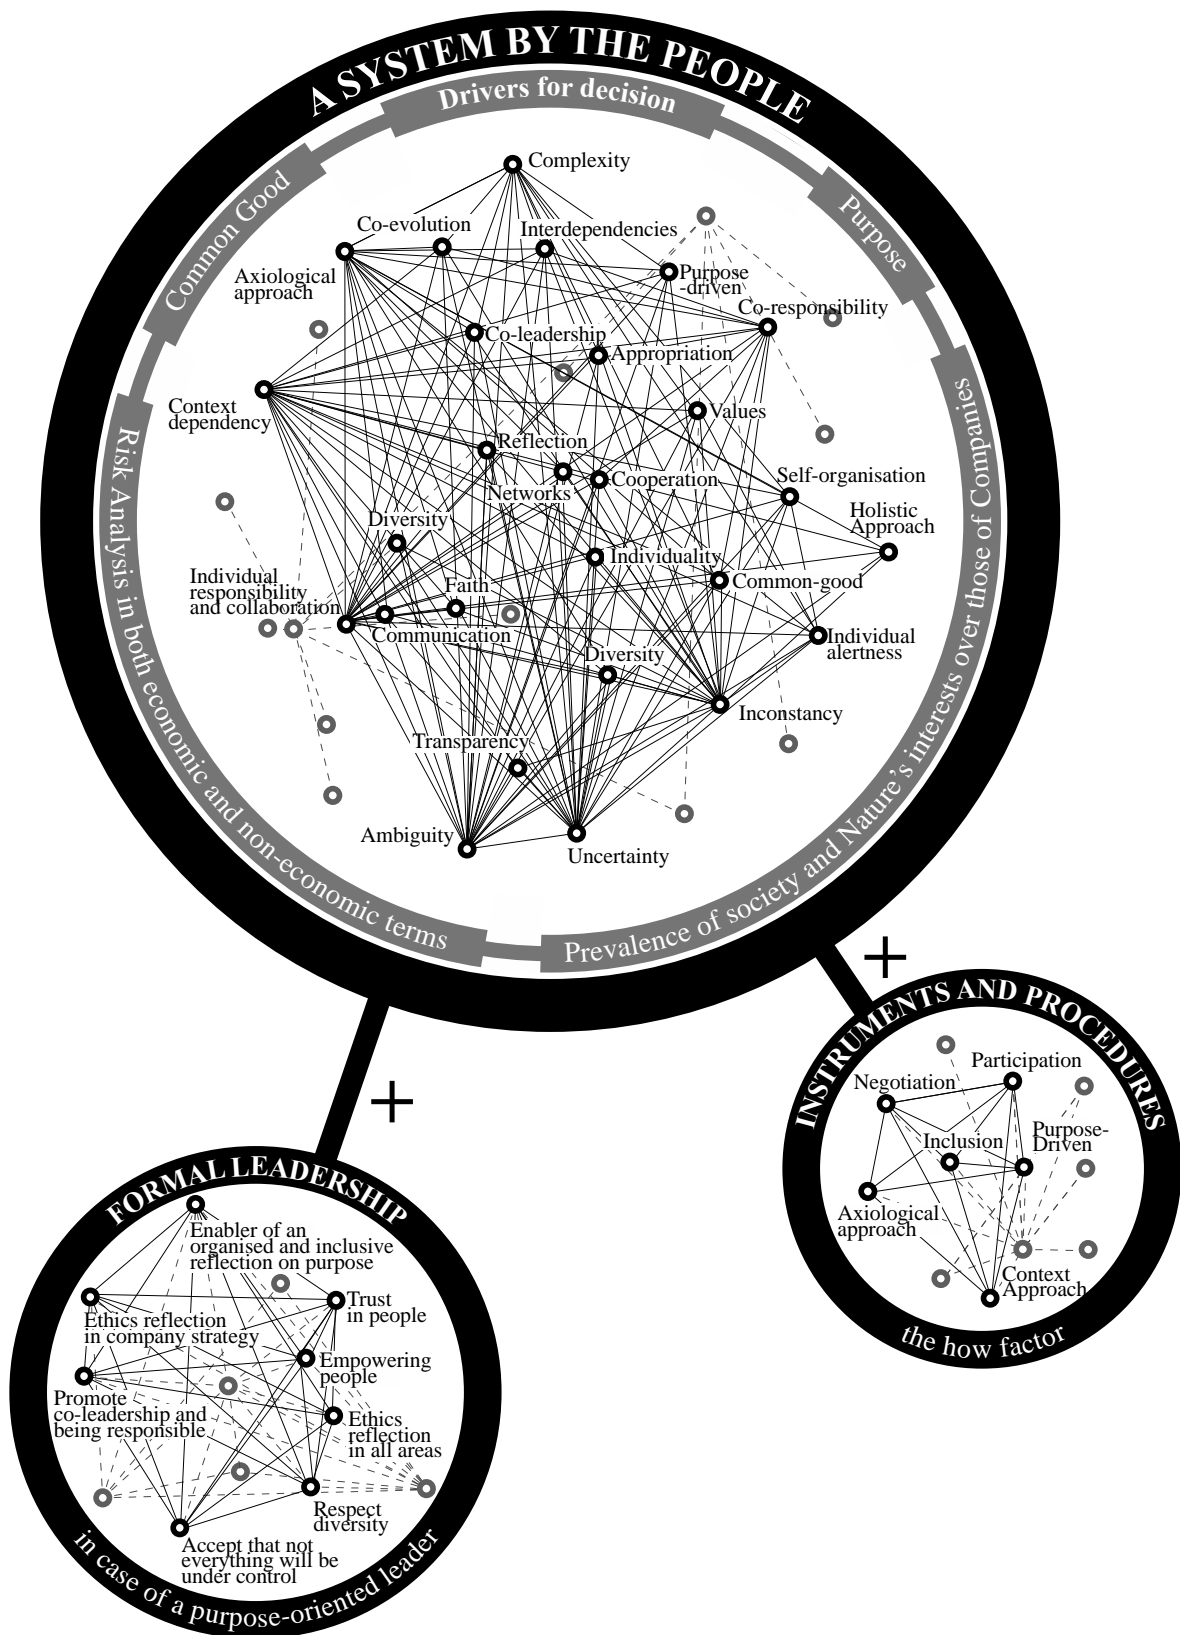 A SYSTEM BY THE PEOPLE
Drivers for decision
Common Good
Purpose
Risk Analysis in both economic and non-economic terms
Prevalence of society and Nature's interests over those of Companies
Complexity
Co-evolution
Interdependencies
Axiological
approach
Purpose
-driven
Co-responsibility
Co-leadership
Appropriation
Context
dependency
Values
Reflection
Networks
Cooperation
Self-organisation
Holistic
Approach
Diversity
Individuality
Individual
responsibility
and collaboration
Faith
Common-good
Communication
Individual
alertness
Diversity
Inconstancy
Transparency
Ambiguity
Uncertainty
+
+
INSTRUMENTS AND PROCEDURES
Participation
Negotiation
Inclusion
Purpose-
Driven
Axiological
approach
Context
Approach
the how factor
FORMAL LEADERSHIP
Enabler of an
organised and inclusive
reflection on purpose
Trust
in people
Ethics reflection
in company strategy
Empowering
people
Promote
co-leadership and
being responsible
Ethics
reflection
in all areas
Respect
diversity
Accept that not
everything will be
under control
in case of a purpose-oriented leader